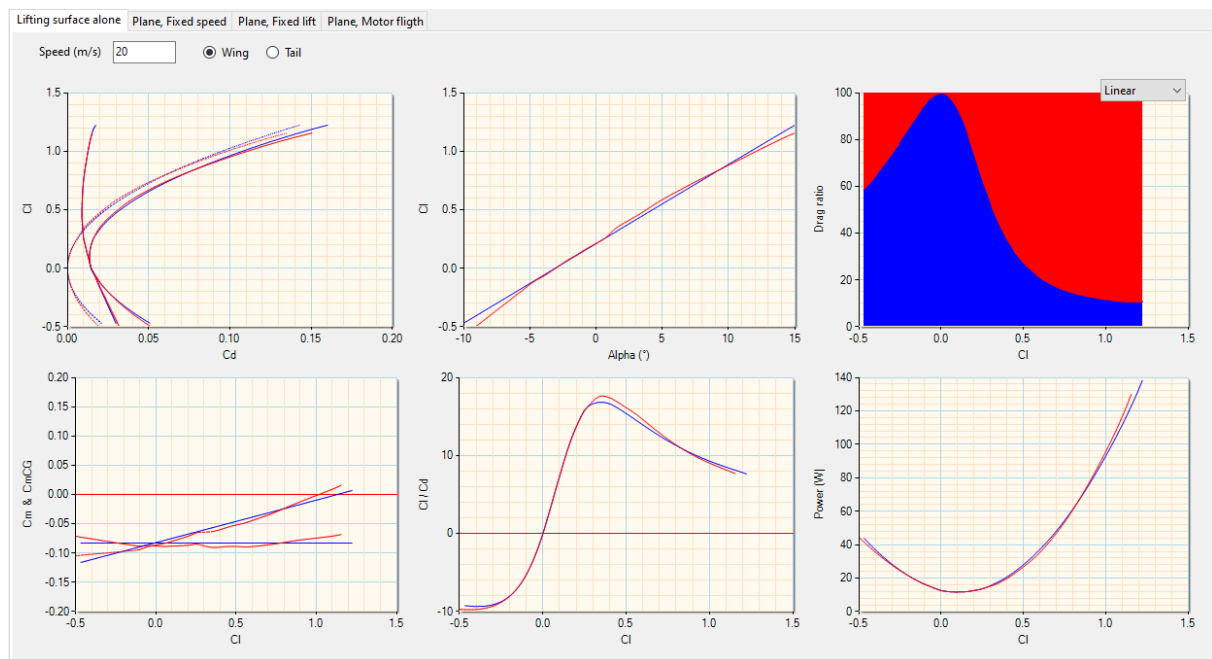 Lifting surface alone Plane, Fixed speed Plane, Fixed lift Plane, Motor fligth
Speed (m/s) 20 Wing Tail
1.5
1.0
0.5
0.0
-0.5
Cl
0.00 0.05 0.10 0.15 0.20
Cd
1.5
1.0
0.5
0.0
-0.5
Cl
-10 -5 0 5 10 15
Alpha (°)
Linear
100
80
60
40
20
0
Drag ratio
-0.5 0.0 0.5 1.0 1.5
Cl
0.20
0.15
0.10
0.05
0.00
-0.05
-0.10
-0.15
-0.20
Cm & CmCG
-0.5 0.0 0.5 1.0 1.5
Cl
20
10
0
-10
Cl / Cd
-0.5 0.0 0.5 1.0 1.5
Cl
140
120
100
80
60
40
20
0
Power (W)
-0.5 0.0 0.5 1.0 1.5
Cl